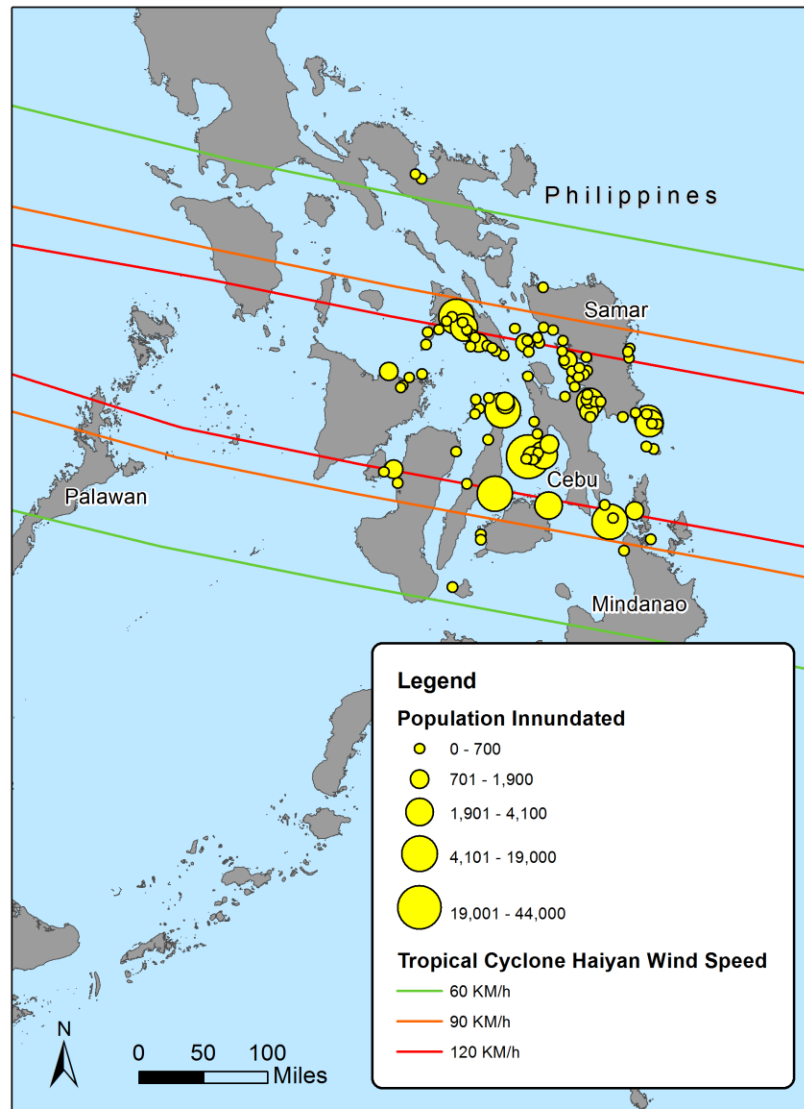 P h i l i p p i n e s
Samar
Cebu
Palawan
Mindanao
Legend
Population Innundated
0 - 700
701 - 1,900
1,901 - 4,100
4,101 - 19,000
19,001 - 44,000
Tropical Cyclone Haiyan Wind Speed
60 KM/h
90 KM/h
120 KM/h
N
0 50 100
Miles